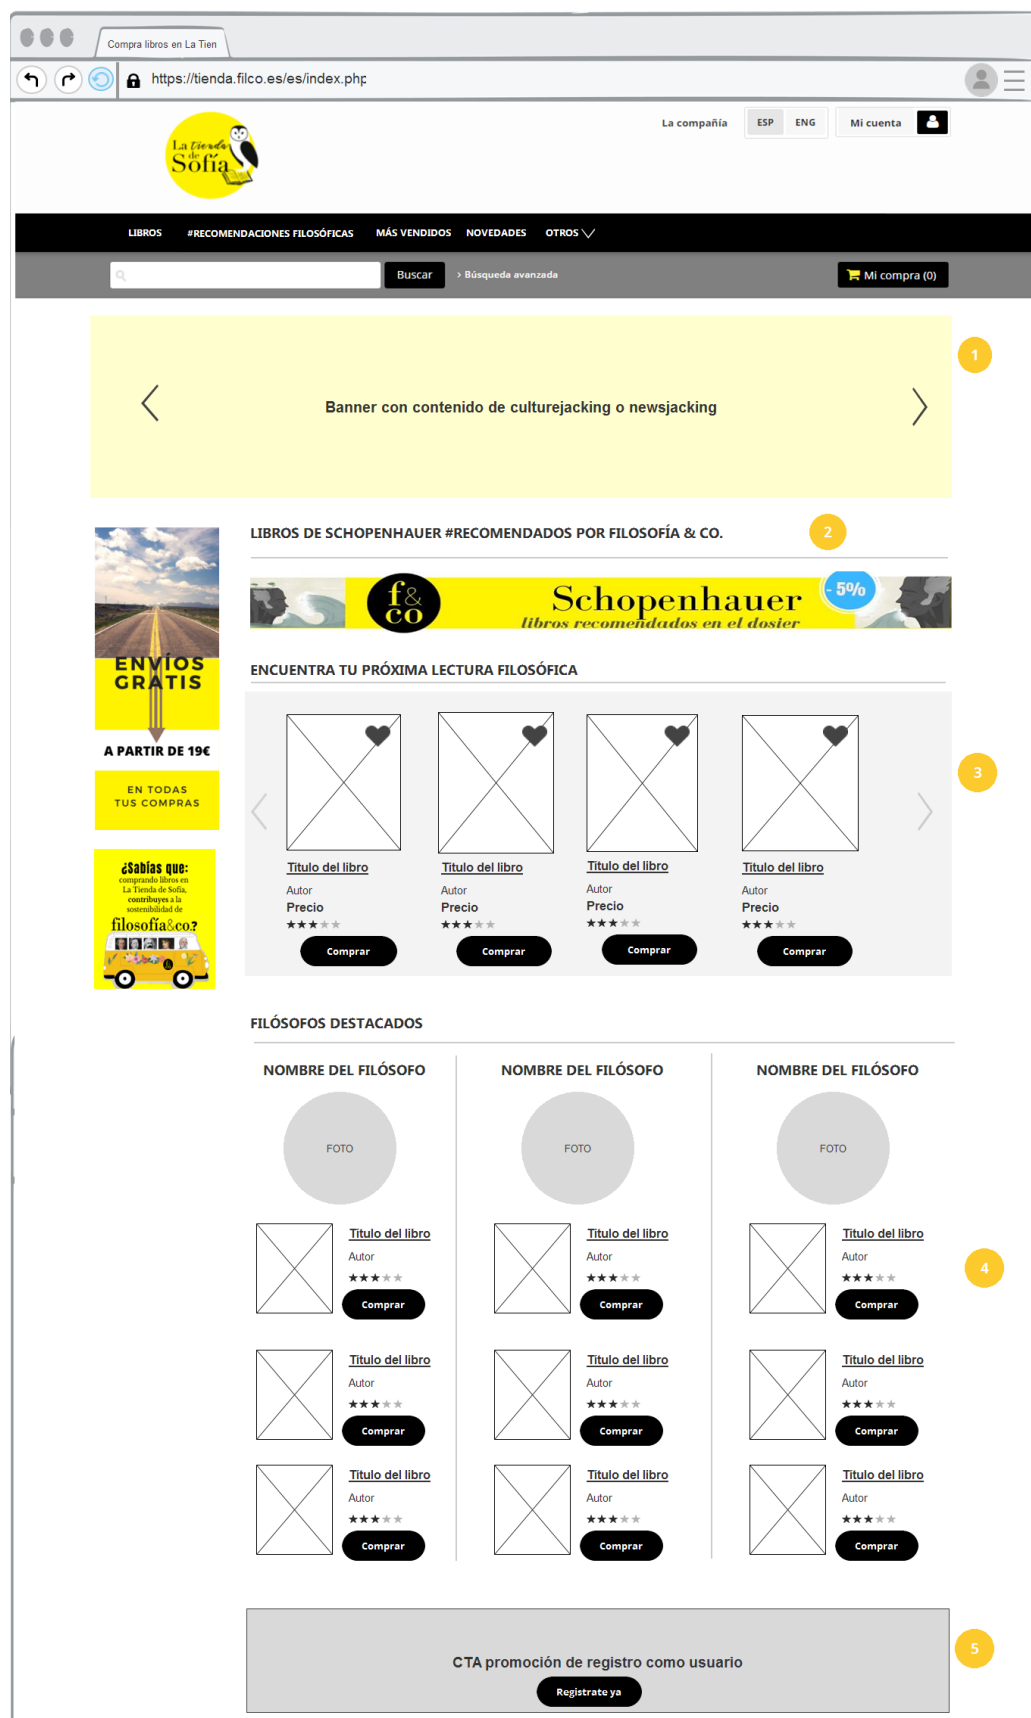 Compra libros en La Tien
https://tienda.filco.es/es/index.php
La tienda
de
Sofía
La compañía
ESP
ENG
Mi cuenta
LIBROS
#RECOMENDACIONES FILOSÓFICAS
MÁS VENDIDOS
NOVEDADES
OTROS
Buscar
> Búsqueda avanzada
Mi compra (0)
1
Banner con contenido de culturejacking o newsjacking
ENVÍOS
GRATIS
A PARTIR DE 19€
EN TODAS
TUS COMPRAS
¿Sabías que:
comprando libros en
La Tienda de Sofía,
contribuyes a la
sostenibilidad de
filosofía&co.?
LIBROS DE SCHOPENHAUER #RECOMENDADOS POR FILOSOFÍA & CO.
2
f&
co
Schopenhauer
libros recomendados en el dosier
- 5%
ENCUENTRA TU PRÓXIMA LECTURA FILOSÓFICA
3
Titulo del libro
Autor
Precio
Comprar
Titulo del libro
Autor
Precio
Comprar
Titulo del libro
Autor
Precio
Comprar
Titulo del libro
Autor
Precio
Comprar
FILÓSOFOS DESTACADOS
NOMBRE DEL FILÓSOFO
FOTO
Titulo del libro
Autor
Comprar
Titulo del libro
Autor
Comprar
Titulo del libro
Autor
Comprar
NOMBRE DEL FILÓSOFO
FOTO
Titulo del libro
Autor
Comprar
Titulo del libro
Autor
Comprar
Titulo del libro
Autor
Comprar
NOMBRE DEL FILÓSOFO
FOTO
Titulo del libro
Autor
Comprar
Titulo del libro
Autor
Comprar
Titulo del libro
Autor
Comprar
4
CTA promoción de registro como usuario
Registrate ya
5